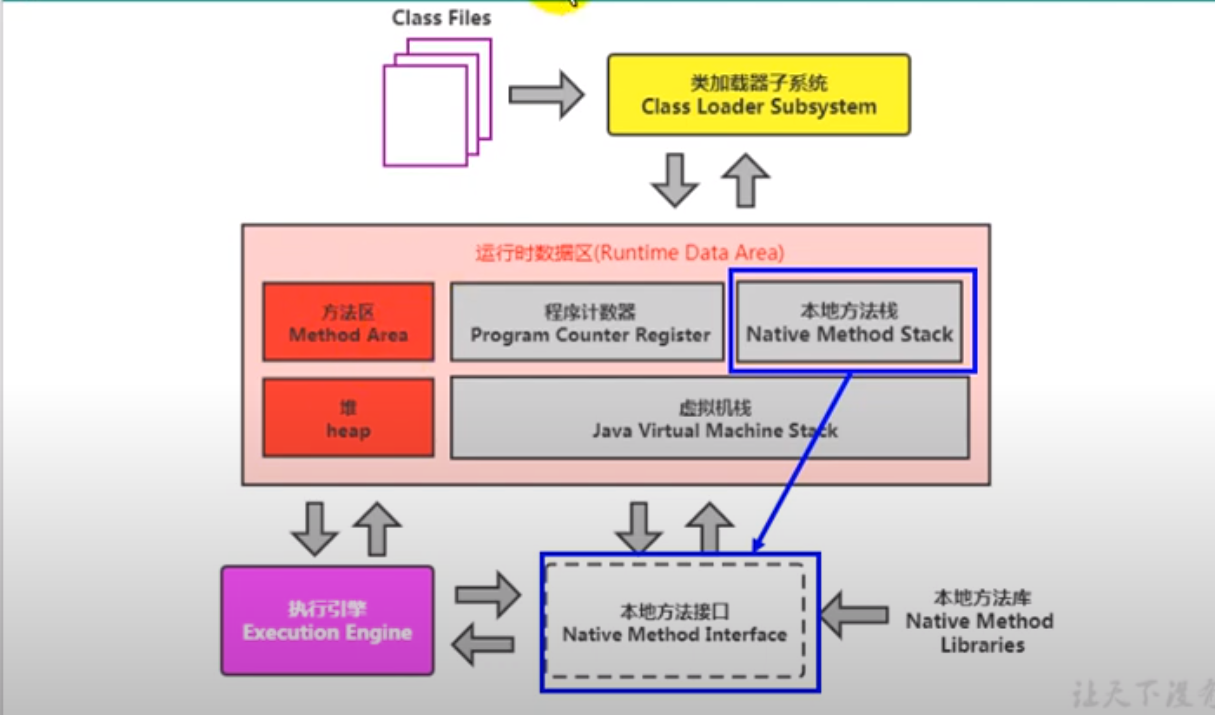 Class Files
类加载器子系统
Class Loader Subsystem
运行时数据区(Runtime Data Area)
方法区
Method Area
程序计数器
Program Counter Register
本地方法栈
Native Method Stack
堆
heap
虚拟机栈
Java Virtual Machine Stack
执行引擎
Execution Engine
本地方法接口
Native Method Interface
本地方法库
Native Method
Libraries
让天下没